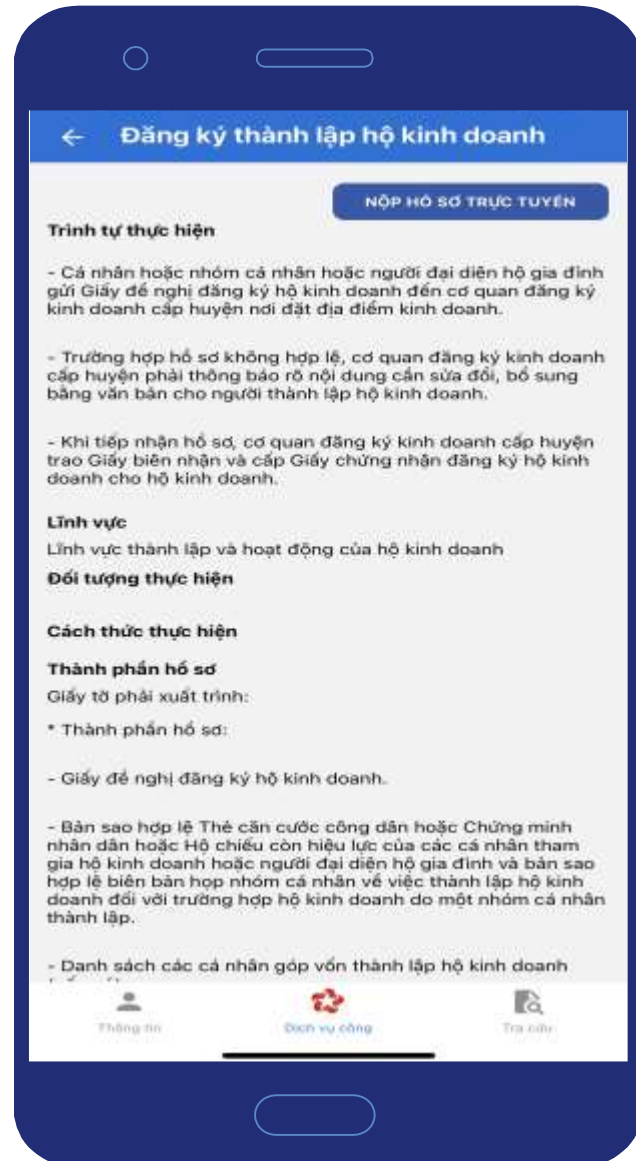 Đăng ký thành lập hộ kinh doanh
NỘP HỒ SƠ TRỰC TUYẾN
Trình tự thực hiện
- Cá nhân hoặc nhóm cá nhân hoặc người đại diện hộ gia đình
gửi Giấy đề nghị đăng ký hộ kinh doanh đến cơ quan đăng ký
kinh doanh cấp huyện nơi đặt địa điểm kinh doanh.
- Trường hợp hồ sơ không hợp lệ, cơ quan đăng ký kinh doanh
cấp huyện phải thông báo rõ nội dung cần sửa đổi, bổ sung
bằng văn bản cho người thành lập hộ kinh doanh.
- Khi tiếp nhận hồ sơ, cơ quan đăng ký kinh doanh cấp huyện
trao Giấy biên nhận và cấp Giấy chứng nhận đăng ký hộ kinh
doanh cho hộ kinh doanh.
Lĩnh vực
Lĩnh vực thành lập và hoạt động của hộ kinh doanh
Đối tượng thực hiện
Cách thức thực hiện
Thành phần hồ sơ
Giấy tờ phải xuất trình:
* Thành phần hồ sơ:
- Giấy đề nghị đăng ký hộ kinh doanh.
- Bản sao hợp lệ Thẻ căn cước công dân hoặc Chứng minh
nhân dân hoặc Hộ chiếu còn hiệu lực của các cá nhân tham
gia hộ kinh doanh hoặc người đại diện hộ gia đình và bản sao
hợp lệ biên bản họp nhóm cá nhân về việc thành lập hộ kinh
doanh đối với trường hợp hộ kinh doanh do một nhóm cá nhân
thành lập.
- Danh sách các cá nhân góp vốn thành lập hộ kinh doanh
Thông tin
Dịch vụ công
Tra cứu